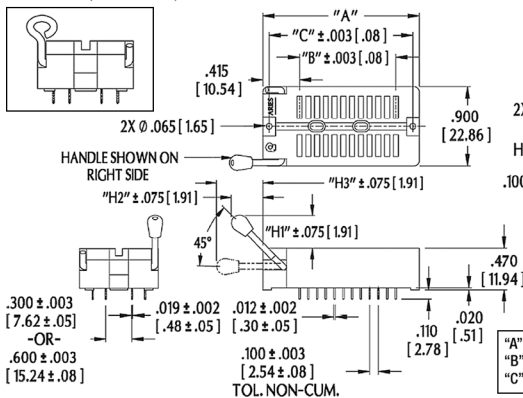 "A"
"C" ±.003 [.08]
"B" ±.003 [.08]
.415
[10.54]
ARIES
2X Ø .065 [1.65]
.900
[22.86]
2X
HANDLE SHOWN ON
RIGHT SIDE
H
"H2" ±.075 [1.91]
"H3" ±.075 [1.91]
.100
"H1" ±.075 [1.91]
45°
.470
[11.94]
.300 ±.003
[7.62 ±.05]
-OR-
.600 ±.003
[15.24 ±.08]
.019 ±.002
[.48 ±.05]
.012 ±.002
[.30 ±.05]
.110
[2.78]
.020
[.51]
.100 ±.003
[2.54 ±.08]
TOL. NON-CUM.
"A"
"B"
"C"